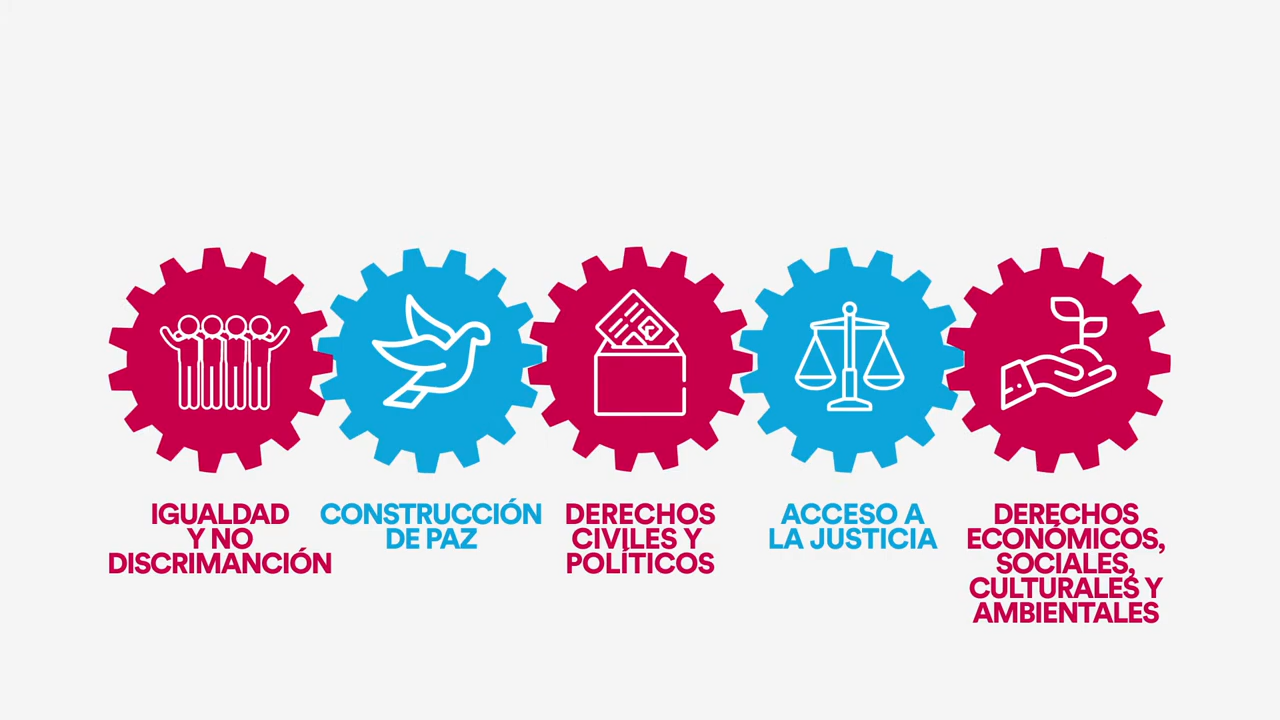 IGUALDAD
Y NO
DISCRIMANCIÓN
CONSTRUCCIÓN
DE PAZ
DERECHOS
CIVILES Y
POLÍTICOS
ACCESO A
LA JUSTICIA
DERECHOS
ECONÓMICOS,
SOCIALES,
CULTURALES Y
AMBIENTALES